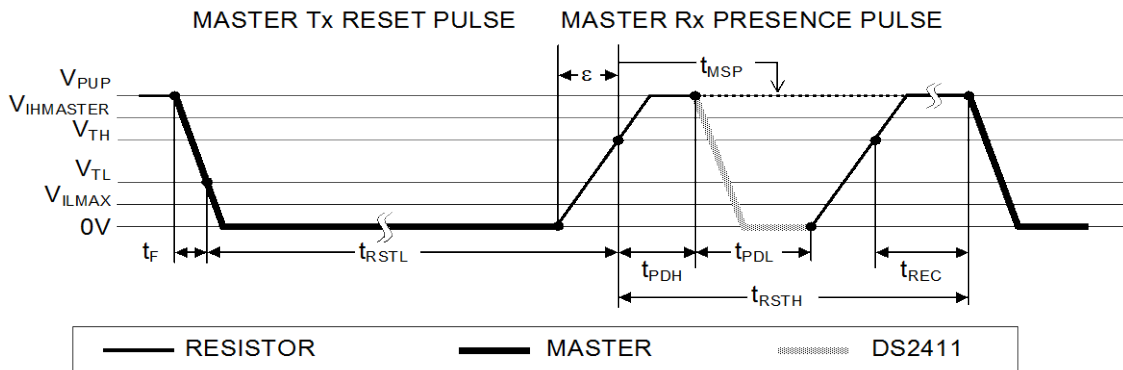 MASTER Tx RESET PULSE MASTER Rx PRESENCE PULSE
ε tMSP
VPUP
VIHMASTER
VTH
VTL
VILMAX
0V
tF tRSTL tPDH tPDL tREC
tRSTH
RESISTOR MASTER DS2411